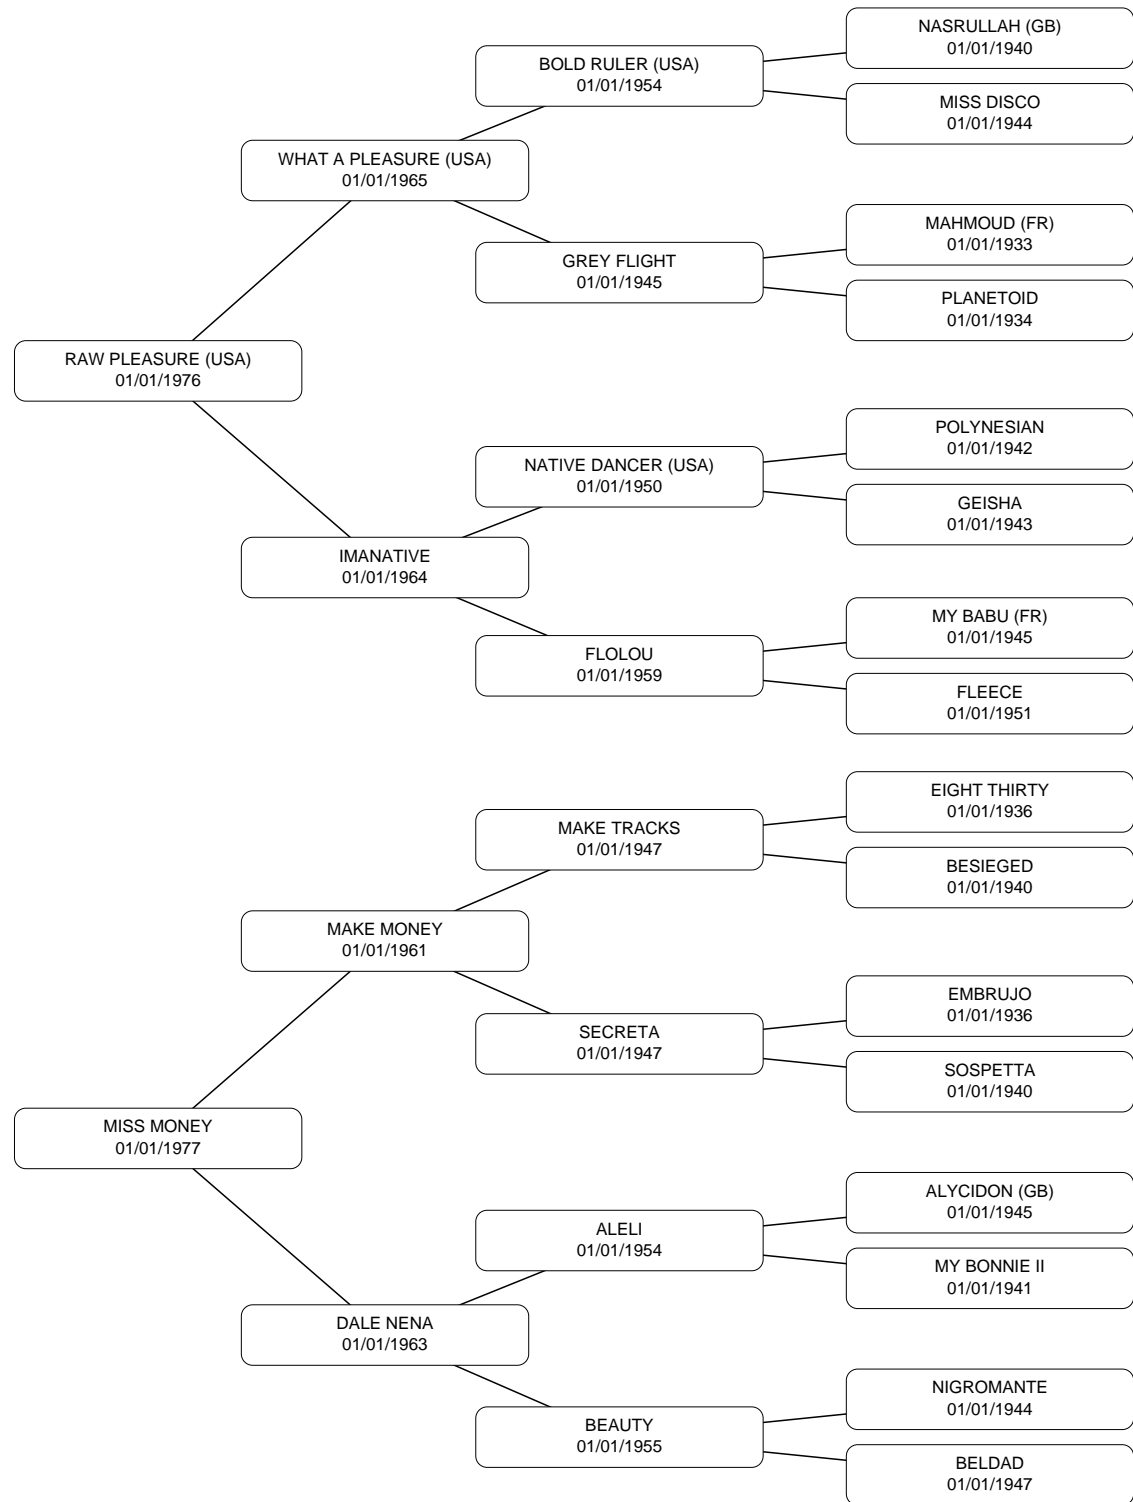 NASRULLAH (GB)
01/01/1940
BOLD RULER (USA)
01/01/1954
MISS DISCO
01/01/1944
WHAT A PLEASURE (USA)
01/01/1965
MAHMOUD (FR)
01/01/1933
GREY FLIGHT
01/01/1945
PLANETOID
01/01/1934
RAW PLEASURE (USA)
01/01/1976
POLYNESIAN
01/01/1942
NATIVE DANCER (USA)
01/01/1950
GEISHA
01/01/1943
IMANATIVE
01/01/1964
MY BABU (FR)
01/01/1945
FLOLOU
01/01/1959
FLEECE
01/01/1951
EIGHT THIRTY
01/01/1936
MAKE TRACKS
01/01/1947
BESIEGED
01/01/1940
MAKE MONEY
01/01/1961
EMBRUJO
01/01/1936
SECRETA
01/01/1947
SOSPETTA
01/01/1940
MISS MONEY
01/01/1977
ALYCIDON (GB)
01/01/1945
ALELI
01/01/1954
MY BONNIE II
01/01/1941
DALE NENA
01/01/1963
NIGROMANTE
01/01/1944
BEAUTY
01/01/1955
BELDAD
01/01/1947